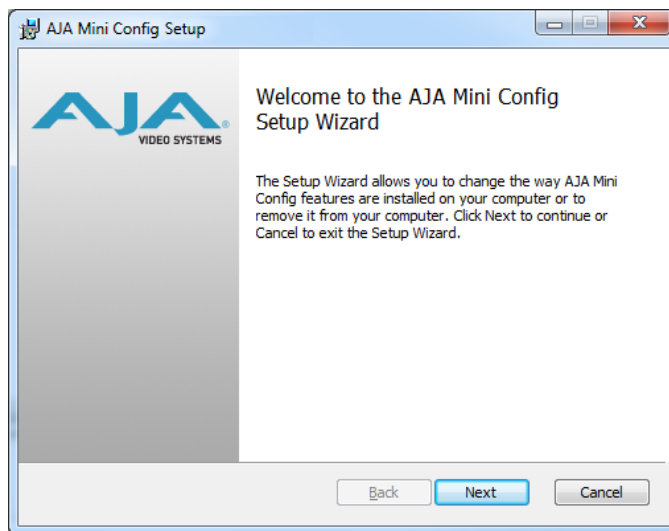 AJA Mini Config Setup
AJA®
VIDEO SYSTEMS
Welcome to the AJA Mini Config
Setup Wizard
The Setup Wizard allows you to change the way AJA Mini
Config features are installed on your computer or to
remove it from your computer. Click Next to continue or
Cancel to exit the Setup Wizard.
Back
Next
Cancel